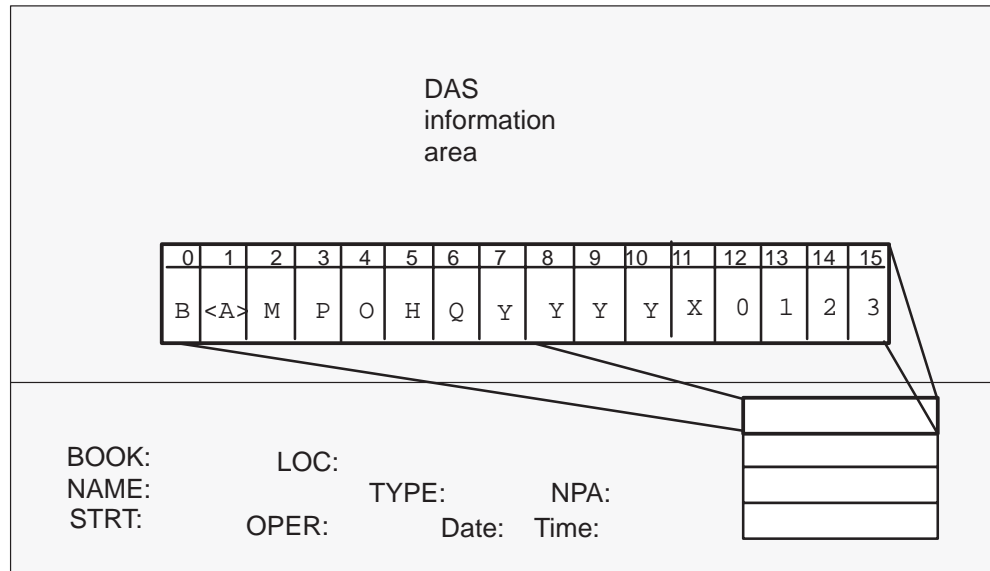 DAS
information
area
0 1 2 3 4 5 6 7 8 9 10 11 12 13 14 15
B <A> M P O H Q Y Y Y Y X 0 1 2 3
BOOK: LOC:
NAME: TYPE: NPA:
STRT: OPER: Date: Time: